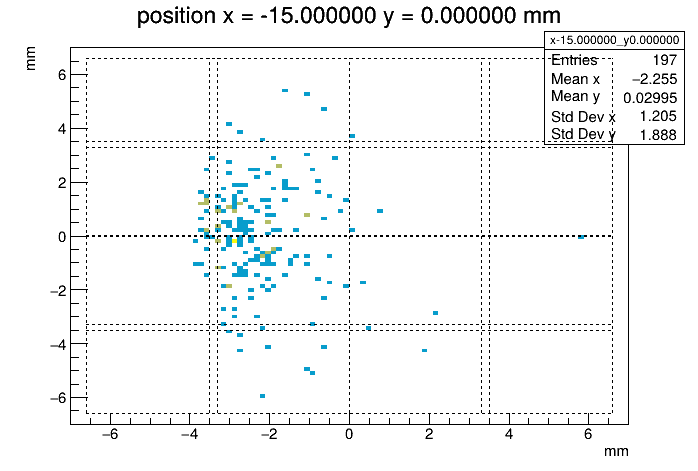 position x = -15.000000 y = 0.000000 mm
x-15.000000_y0.000000
Entries 197
Mean x −2.255
Mean y 0.02995
Std Dev x 1.205
Std Dev y 1.888
mm
6
4
2
0
−2
−4
−6
−6 −4 −2 0 2 4 6
mm